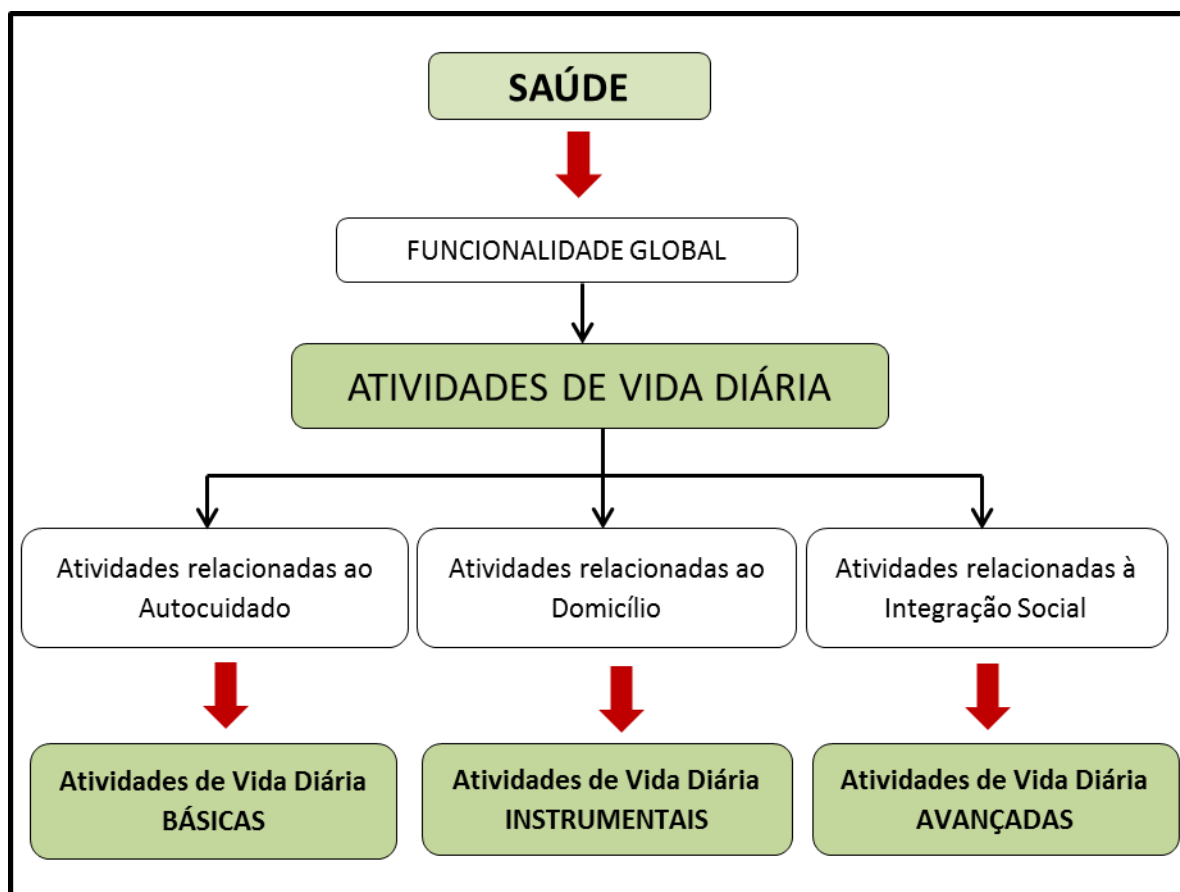 SAÚDE
FUNCIONALIDADE GLOBAL
ATIVIDADES DE VIDA DIÁRIA
Atividades relacionadas ao
Autocuidado
Atividades relacionadas ao
Domicílio
Atividades relacionadas à
Integração Social
Atividades de Vida Diária
BÁSICAS
Atividades de Vida Diária
INSTRUMENTAIS
Atividades de Vida Diária
AVANÇADAS